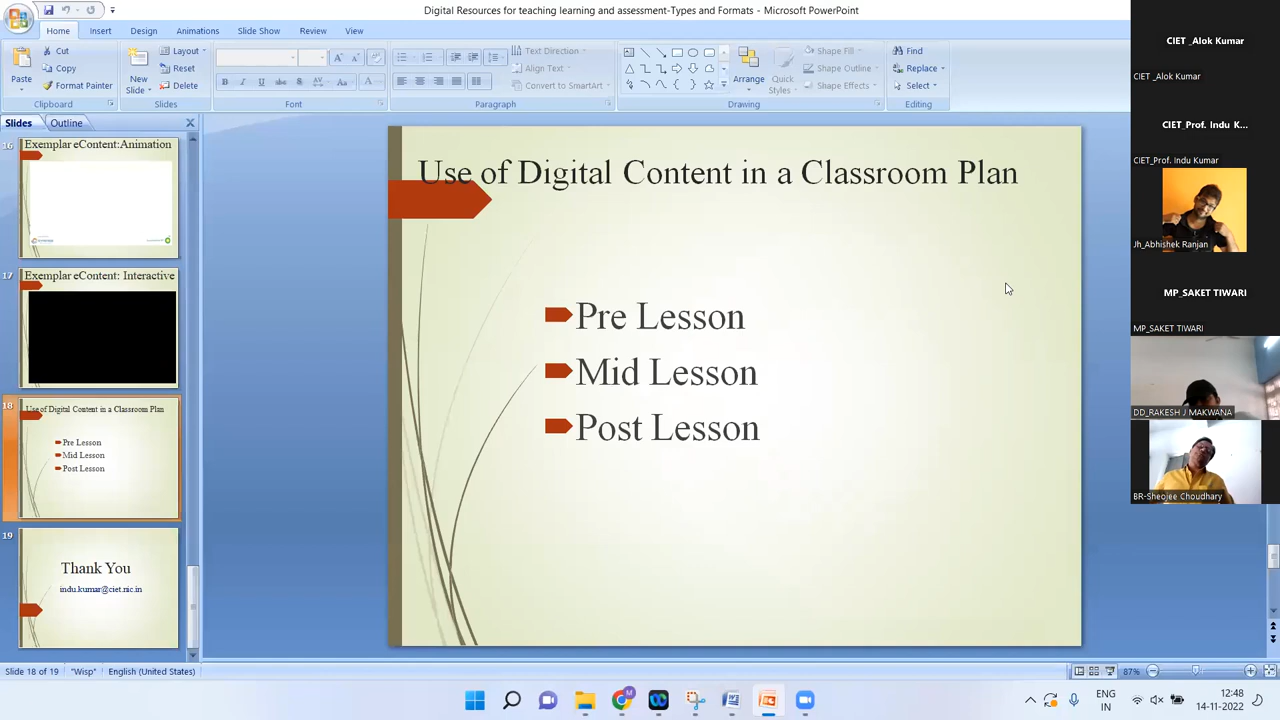 Digital Resources for teaching learning and assessment-Types and Formats - Microsoft PowerPoint
Home Insert Design Animations Slide Show Review View
Paste
Cut
Copy
Format Painter
Clipboard
New
Slide
Layout
Reset
Delete
Slides
B I U abc S AV Aa A
Font
Text Direction
Align Text
Convert to SmartArt
Paragraph
Arrange
Quick
Styles
Shape Fill
Shape Outline
Shape Effects
Drawing
Find
Replace
Select
Editing
Slides Outline
16
Exemplar eContent:Animation
17
Exemplar eContent: Interactive
18
Use of Digital Content in a Classroom Plan
Pre Lesson
Mid Lesson
Post Lesson
19
Thank You
indu.kumar@ciet.nic.in
Use of Digital Content in a Classroom Plan
Pre Lesson
Mid Lesson
Post Lesson
CIET _Alok Kumar
CIET _Alok Kumar
CIET_Prof. Indu K...
CIET_Prof. Indu Kumar
Jh_Abhishek Ranjan
MP_SAKET TIWARI
MP_SAKET TIWARI
DD_RAKESH J MAKWANA
BR-Sheojee Choudhary
Slide 18 of 19 "Wisp" English (United States)
87%
ENG
IN
12:48
14-11-2022